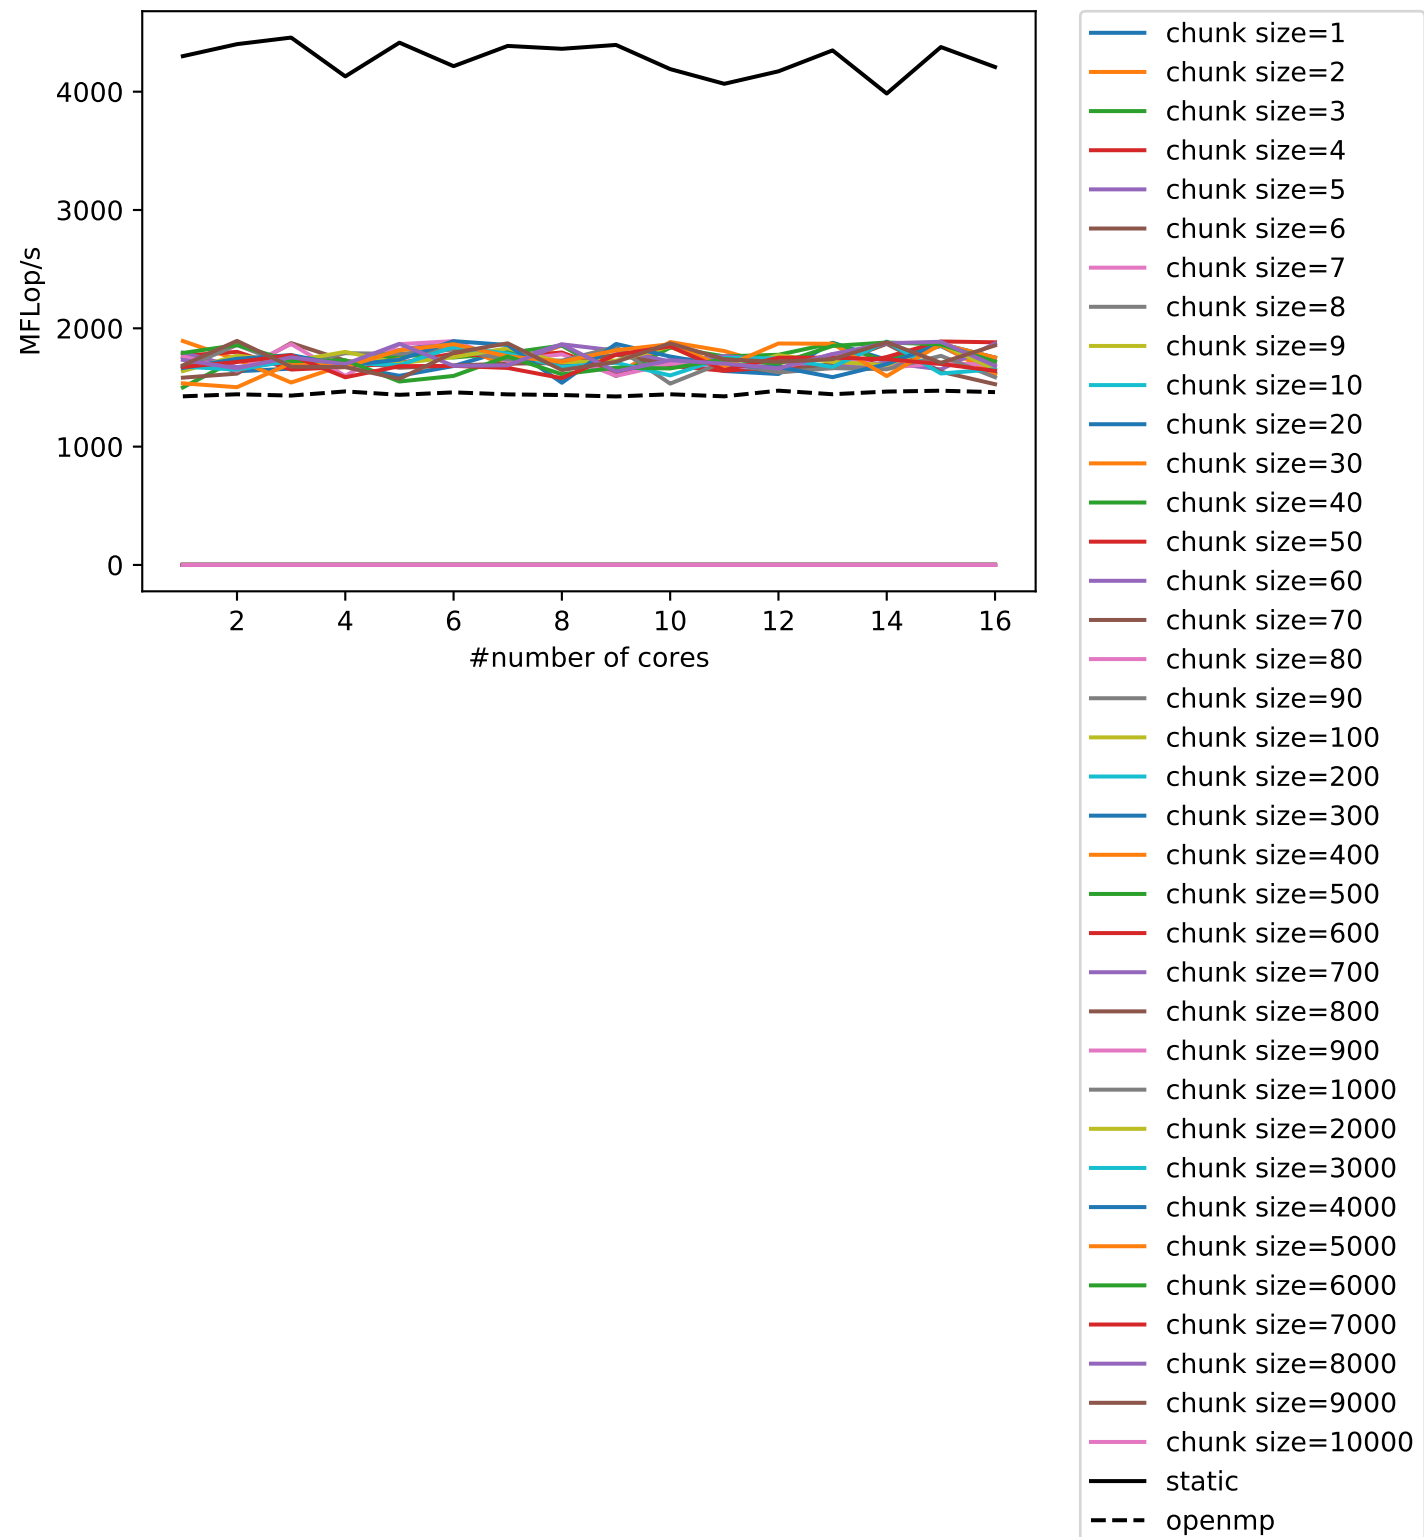 4000
3000
2000
1000
0
MFLop/s
2 4 6 8 10 12 14 16
#number of cores
chunk size=1
chunk size=2
chunk size=3
chunk size=4
chunk size=5
chunk size=6
chunk size=7
chunk size=8
chunk size=9
chunk size=10
chunk size=20
chunk size=30
chunk size=40
chunk size=50
chunk size=60
chunk size=70
chunk size=80
chunk size=90
chunk size=100
chunk size=200
chunk size=300
chunk size=400
chunk size=500
chunk size=600
chunk size=700
chunk size=800
chunk size=900
chunk size=1000
chunk size=2000
chunk size=3000
chunk size=4000
chunk size=5000
chunk size=6000
chunk size=7000
chunk size=8000
chunk size=9000
chunk size=10000
static
openmp